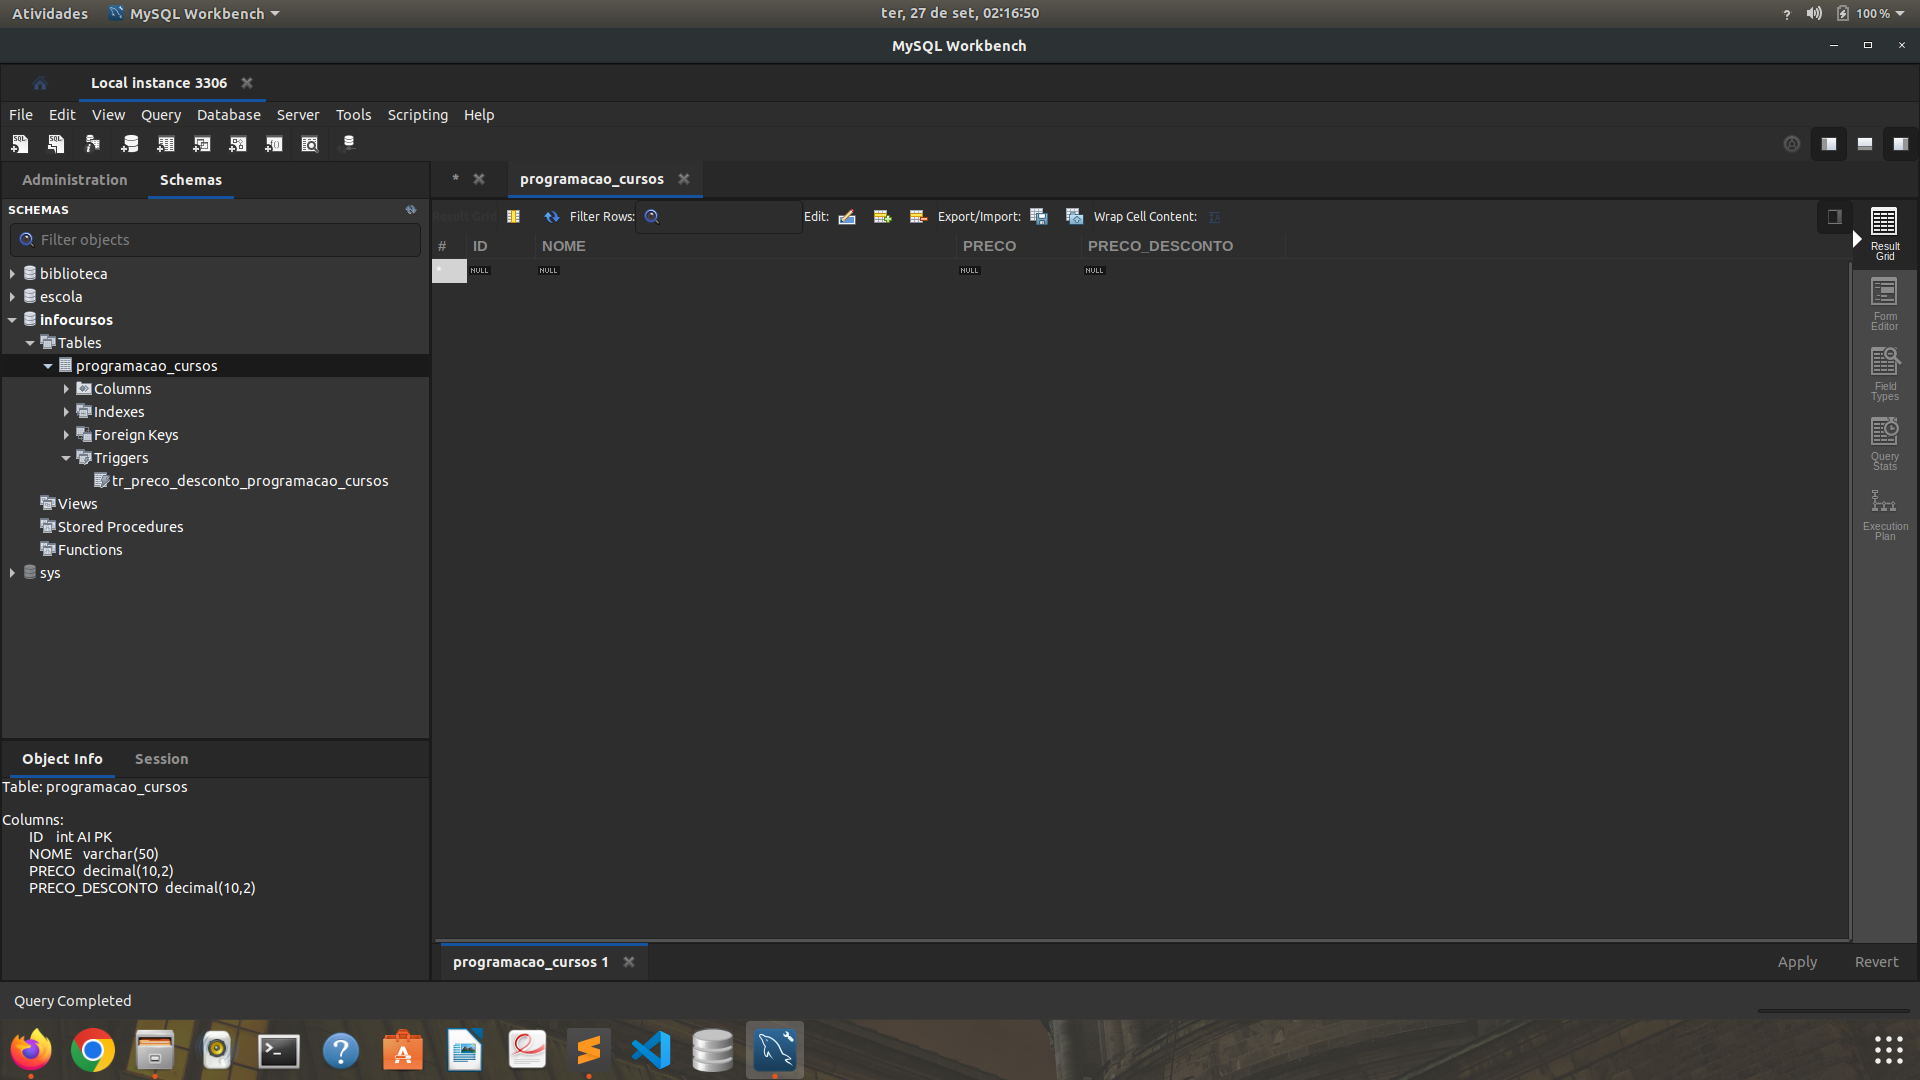 Atividades MySQL Workbench ter, 27 de set, 02:16:50 ? 100 %
MySQL Workbench
Local instance 3306
File Edit View Query Database Server Tools Scripting Help
Administration Schemas
* programacao_cursos
SCHEMAS
Filter objects
Result Grid Filter Rows: Edit: Export/Import: Wrap Cell Content:
# ID NOME PRECO PRECO_DESCONTO
* NULL NULL NULL NULL
biblioteca
escola
infocursos
Tables
programacao_cursos
Columns
Indexes
Foreign Keys
Triggers
tr_preco_desconto_programacao_cursos
Views
Stored Procedures
Functions
sys
Result
Grid
Form
Editor
Field
Types
Query
Stats
Execution
Plan
Object Info Session
Table: programacao_cursos
Columns:
ID int AI PK
NOME varchar(50)
PRECO decimal(10,2)
PRECO_DESCONTO decimal(10,2)
programacao_cursos 1 Apply Revert
Query Completed